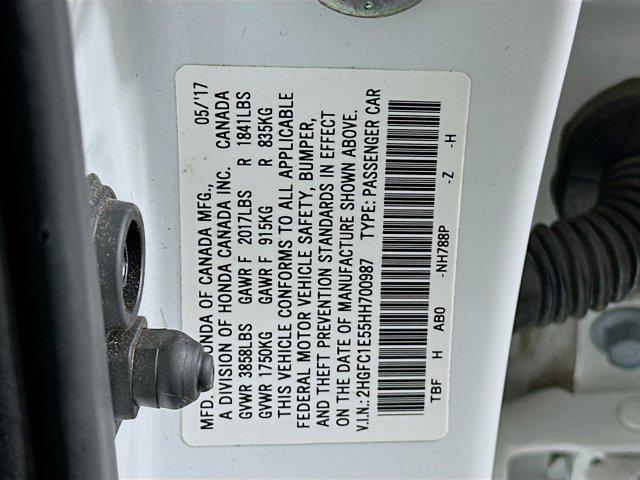 MFD. BY HONDA OF CANADA MFG., 05/'17
A DIVISION OF HONDA CANADA INC. CANADA
GVWR 3858LBS GAWR F 2017LBS R 1841LBS
GVWR 1750KG GAWR F 915KG R 835KG
THIS VEHICLE CONFORMS TO ALL APPLICABLE
FEDERAL MOTOR VEHICLE SAFETY, BUMPER,
AND THEFT PREVENTION STANDARDS IN EFFECT
ON THE DATE OF MANUFACTURE SHOWN ABOVE.
V.I.N.: 2HGFC1E55HH700987 TYPE: PASSENGER CAR
TBF H AB0 -NH788P -Z -H